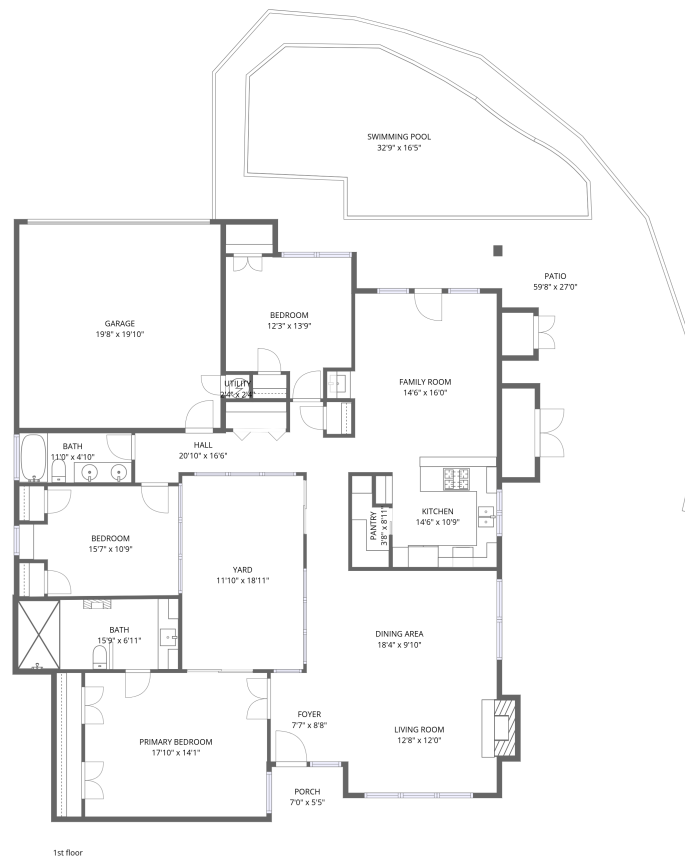 SWIMMING POOL
32'9" x 16'5"
PATIO
59'8" x 27'0"
GARAGE
19'8" x 19'10"
BEDROOM
12'3" x 13'9"
FAMILY ROOM
14'6" x 16'0"
UTILITY
2'4" x 2'4"
HALL
20'10" x 16'6"
BATH
11'0" x 4'10"
KITCHEN
14'6" x 10'9"
PANTRY
3'8" x 8'11"
BEDROOM
15'7" x 10'9"
YARD
11'10" x 18'11"
BATH
15'9" x 6'11"
DINING AREA
18'4" x 9'10"
FOYER
7'7" x 8'8"
LIVING ROOM
12'8" x 12'0"
PRIMARY BEDROOM
17'10" x 14'1"
PORCH
7'0" x 5'5"
1st floor